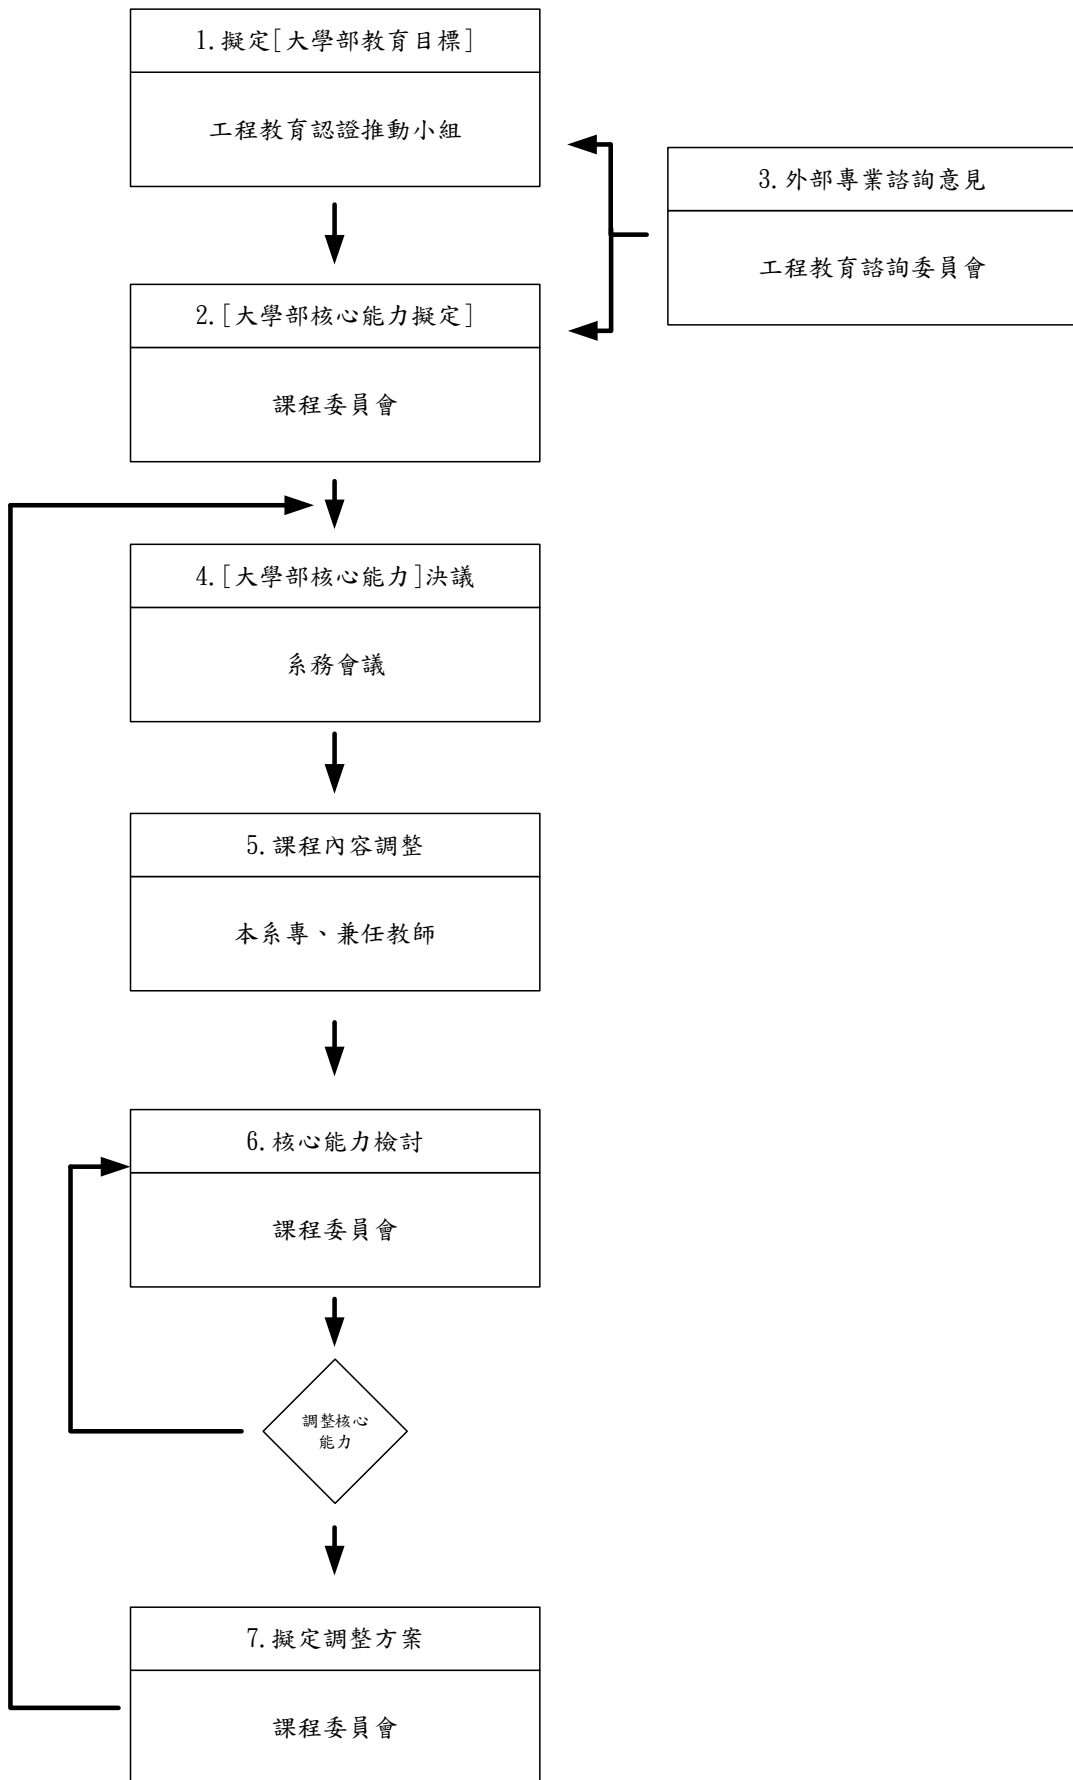 1.擬定[大學部教育目標]
工程教育認證推動小組
3.外部專業諮詢意見
工程教育諮詢委員會
2.[大學部核心能力擬定]
課程委員會
4.[大學部核心能力]決議
系務會議
5.課程內容調整
本系專、兼任教師
6.核心能力檢討
課程委員會
調整核心
能力
7.擬定調整方案
課程委員會